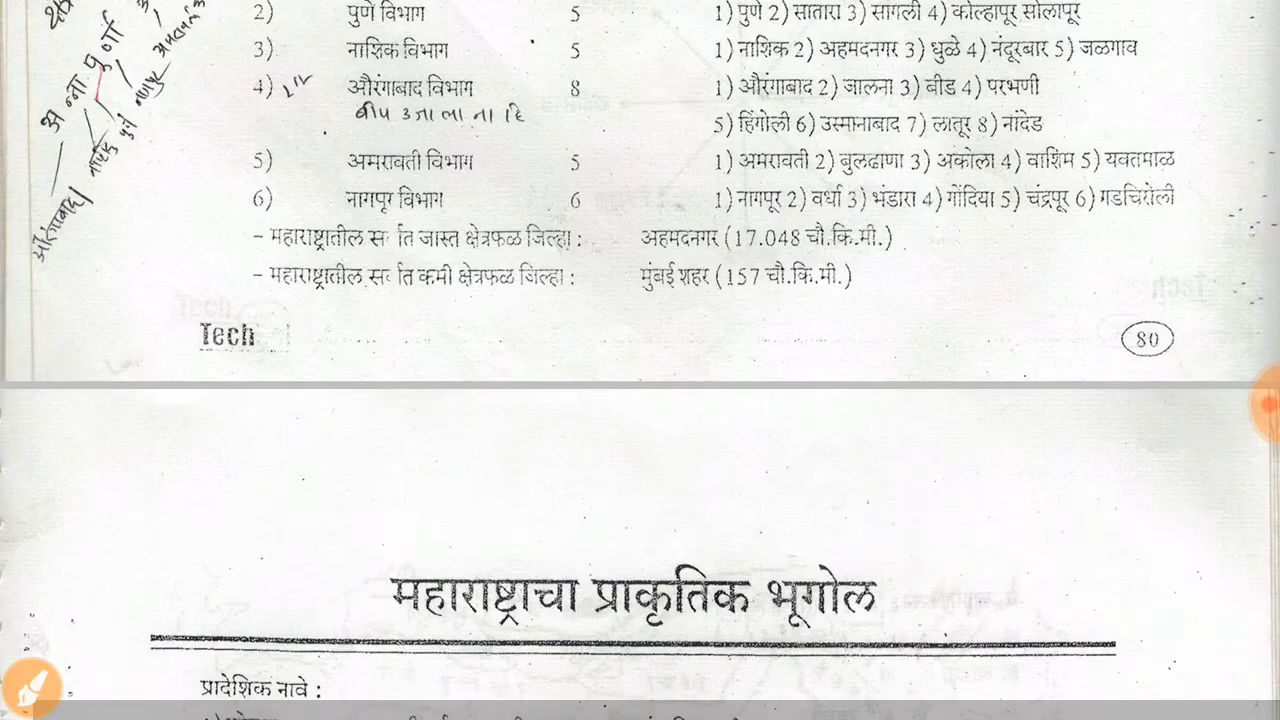 2) पुणे विभाग 5 1) पुणे 2) सातारा 3) सांगली 4) कोल्हापूर सोलापूर
3) नाशिक विभाग 5 1) नाशिक 2) अहमदनगर 3) धुळे 4) नंदूरबार 5) जळगाव
4) औरंगाबाद विभाग 8 1) औरंगाबाद 2) जालना 3) बीड 4) परभणी
बीप उ जा ला ना हि
5) हिंगोली 6) उस्मानाबाद 7) लातूर 8) नांदेड
5) अमरावती विभाग 5 1) अमरावती 2) बुलढाणा 3) अकोला 4) वाशिम 5) यवतमाळ
6) नागपूर विभाग 6 1) नागपूर 2) वर्धा 3) भंडारा 4) गोंदिया 5) चंद्रपूर 6) गडचिरोली
– महाराष्ट्रातील जास्त क्षेत्रफळ जिल्हा : अहमदनगर (17.048 चौ.कि.मी.)
– महाराष्ट्रातील कमी क्षेत्रफळ जिल्हा : मुंबई शहर (157 चौ.कि.मी.)
Tech 80
महाराष्ट्राचा प्राकृतिक भूगोल
प्रादेशिक नावे :